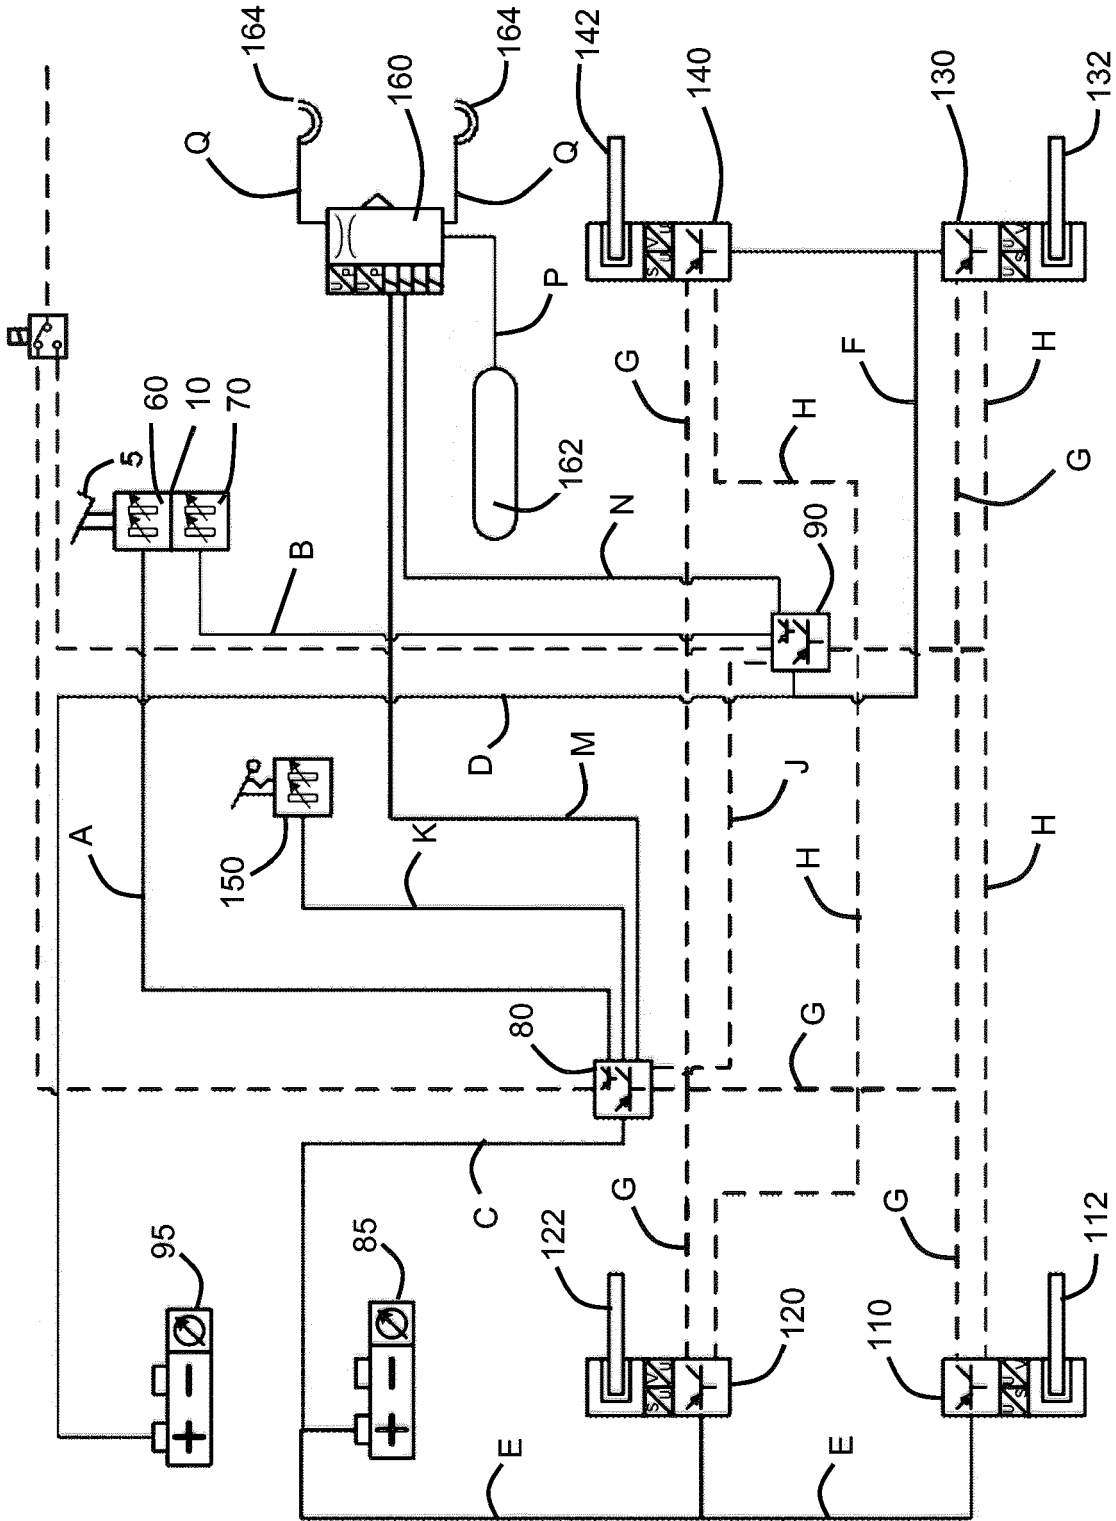 164
164
142
140
130
132
160
Q
Q
60
10
70
5
P
162
G
H
F
H
G
N
90
B
D
M
J
A
150
K
H
H
80
G
C
G
G
95
85
122
120
110
112
E
E
U
P
U
P
S
U
V
U
U
S
U
V
S
U
V
U
U
S
U
V
+
−
+
−